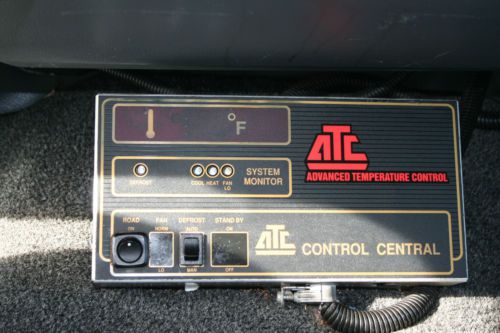 °F
ATC
ADVANCED TEMPERATURE CONTROL
DEFROST
COOL HEAT FAN
LO
SYSTEM
MONITOR
ROAD FAN DEFROST STAND BY
ON NORM AUTO ON
ATC CONTROL CENTRAL
LO MAN OFF